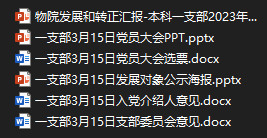 物院发展和转正汇报-本科一支部2023年...
一支部3月15日党员大会PPT.pptx
一支部3月15日党员大会选票.docx
一支部3月15日发展对象公示海报.pptx
一支部3月15日入党介绍人意见.docx
一支部3月15日支部委员会意见.docx